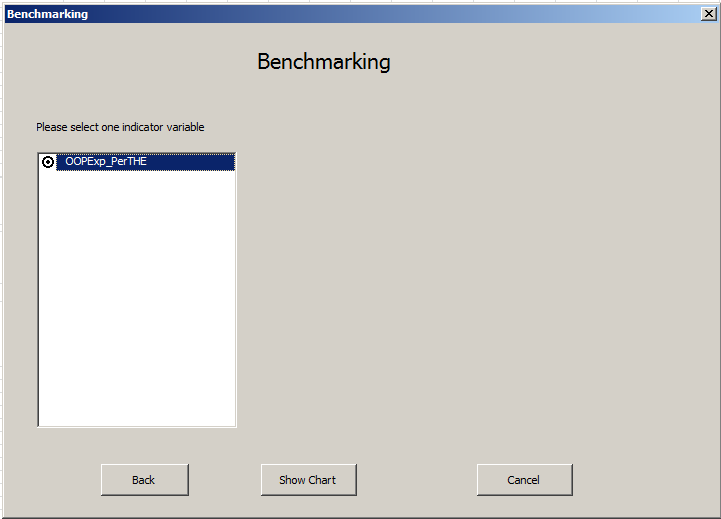 Benchmarking
Benchmarking
Please select one indicator variable
OOPExp_PerTHE
Back
Show Chart
Cancel